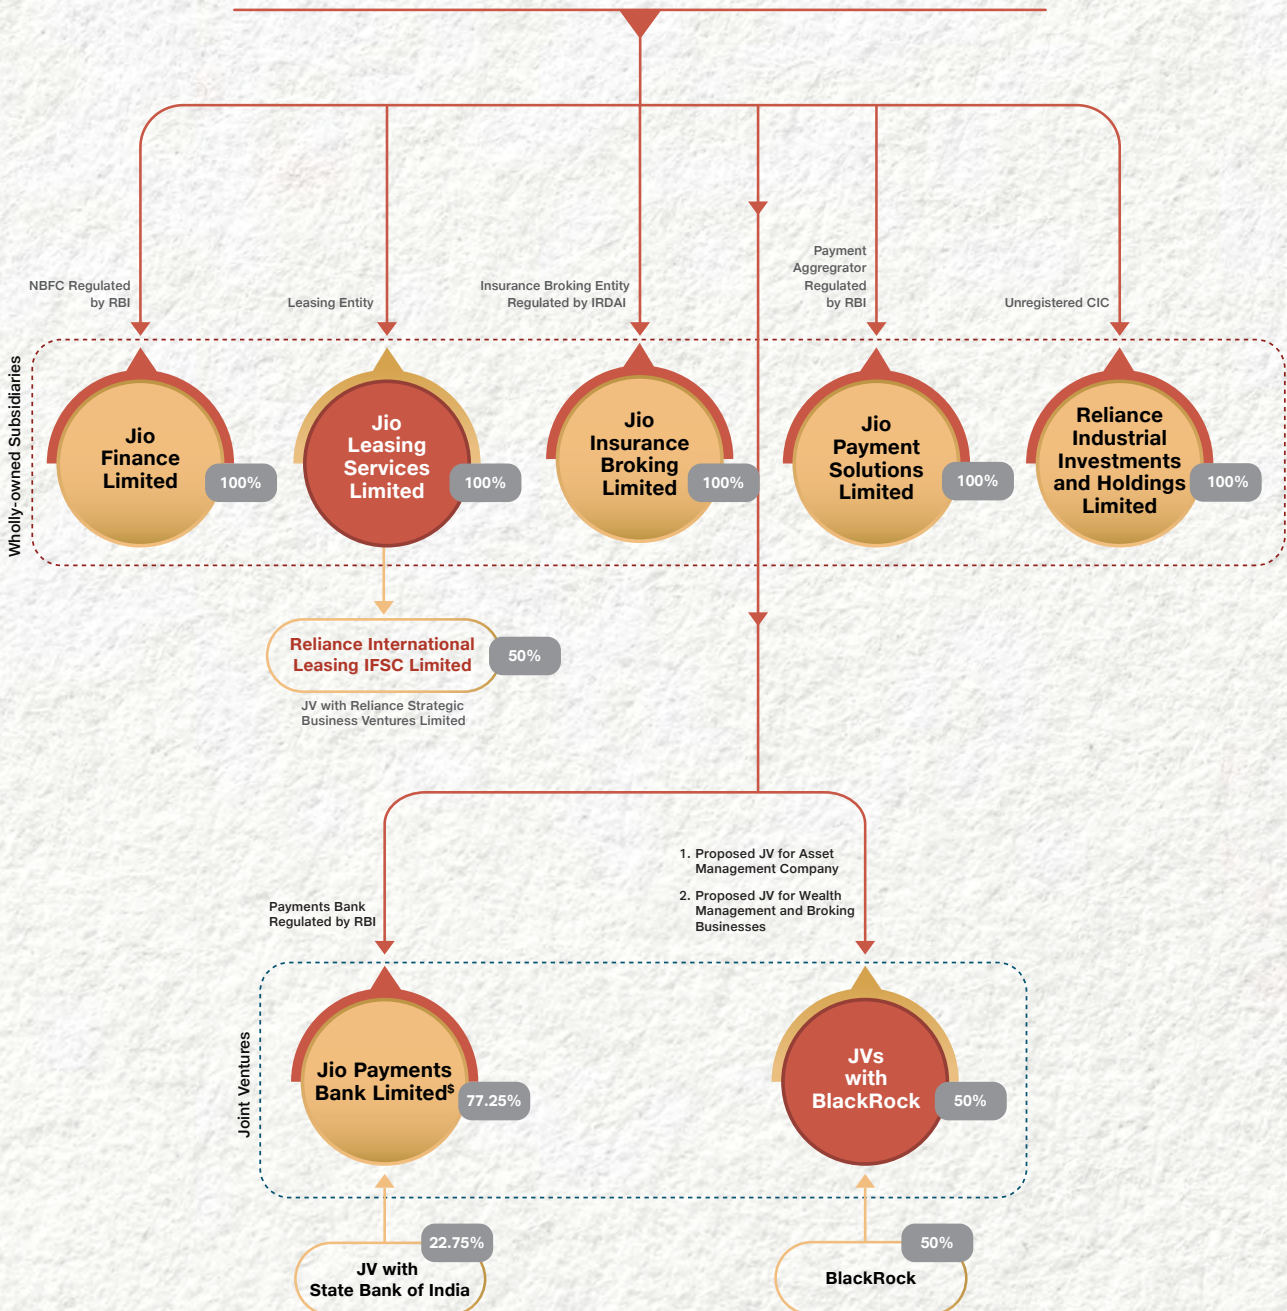 NBFC Regulated
by RBI
Leasing Entity
Insurance Broking Entity
Regulated by IRDAI
Payment
Aggregrator
Regulated
by RBI
Unregistered CIC
Wholly-owned Subsidiaries
Jio
Finance
Limited
100%
Jio
Leasing
Services
Limited
100%
Jio
Insurance
Broking
Limited
100%
Jio
Payment
Solutions
Limited
100%
Reliance
Industrial
Investments
and Holdings
Limited
100%
Reliance International
Leasing IFSC Limited
50%
JV with Reliance Strategic
Business Ventures Limited
Payments Bank
Regulated by RBI
1. Proposed JV for Asset
Management Company
2. Proposed JV for Wealth
Management and Broking
Businesses
Joint Ventures
Jio Payments
Bank Limited$
77.25%
JVs
with
BlackRock
50%
22.75%
JV with
State Bank of India
50%
BlackRock